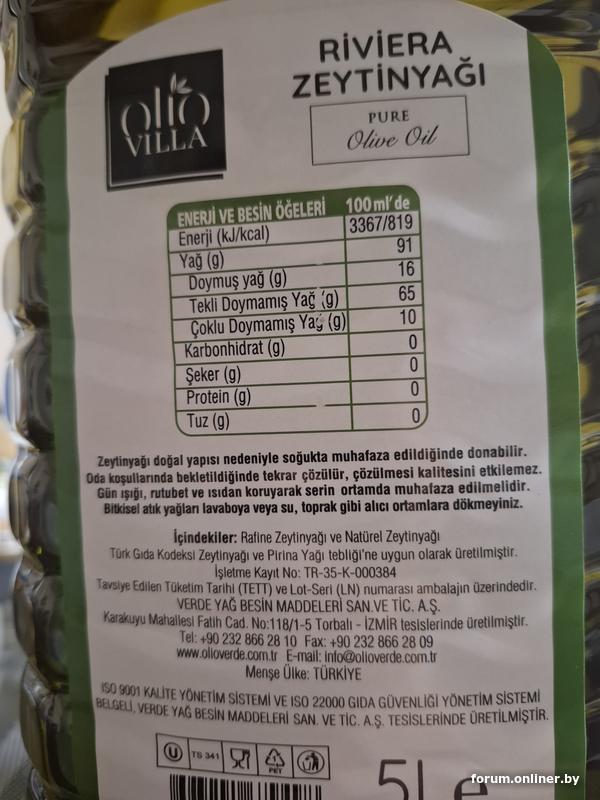 olio
VILLA
RİVİERA
ZEYTİNYAĞI
PURE
Olive Oil
ENERJİ VE BESİN ÖĞELERİ 100 ml' de
Enerji (kJ/kcal) 3367/819
Yağ (g) 91
Doymuş yağ (g) 16
Tekli Doymamış Yağ (g) 65
Çoklu Doymamış Yağ (g) 10
Karbonhidrat (g) 0
Şeker (g) 0
Protein (g) 0
Tuz (g) 0
Zeytinyağı doğal yapısı nedeniyle soğukta muhafaza edildiğinde donabilir.
Oda koşullarında bekletildiğinde tekrar çözülür, çözülmesi kalitesini etkilemez.
Gün ışığı, rutubet ve ısıdan koruyarak serin ortamda muhafaza edilmelidir.
Bitkisel atık yağları lavaboya veya su, toprak gibi alıcı ortamlara dökmeyiniz.
İçindekiler: Rafine Zeytinyağı ve Natürel Zeytinyağı
Türk Gıda Kodeksi Zeytinyağı ve Pirina Yağı tebliği'ne uygun olarak üretilmiştir.
İşletme Kayıt No: TR-35-K-000384
Tavsiye Edilen Tüketim Tarihi (TETT) ve Lot-Seri (LN) numarası ambalajın üzerindedir.
VERDE YAĞ BESİN MADDELERİ SAN.VE TİC. A.Ş.
Karakuyu Mahallesi Fatih Cad. No:118/1-5 Torbalı - İZMİR tesislerinde üretilmiştir.
Tel: +90 232 866 28 10 Fax: +90 232 866 28 09
www.olioverde.com.tr E-mail: info@olioverde.com.tr
Menşe Ülke: TÜRKİYE
ISO 9001 KALİTE YÖNETİM SİSTEMİ VE ISO 22000 GIDA GÜVENLİĞİ YÖNETİM SİSTEMİ
BELGELİ, VERDE YAĞ BESİN MADDELERİ SAN. VE TİC. A.Ş. TESİSLERİNDE ÜRETİLMİŞTİR.
U TS 341 1 PET
5L e
forum.onliner.by